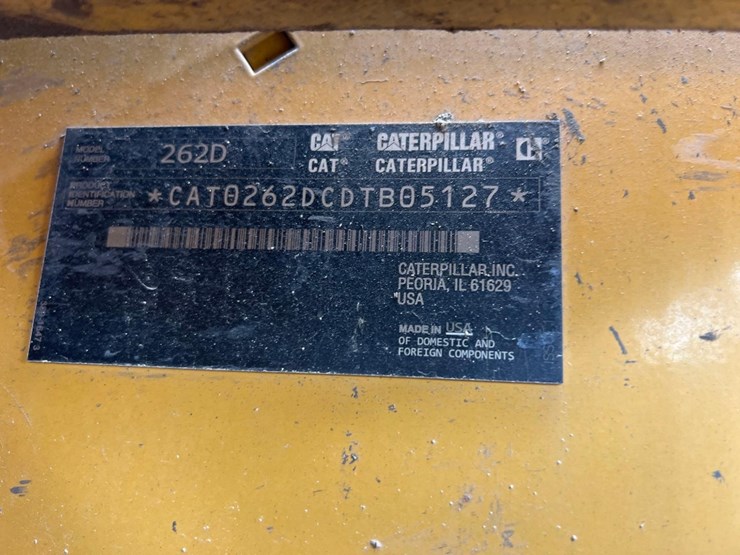 MODEL NUMBER 262D
CAT CATERPILLAR®
CAT® CATERPILLAR®
PRODUCT IDENTIFICATION NUMBER *CAT0262DCDTB05127*
CATERPILLAR INC.
PEORIA, IL 61629
USA
MADE IN USA
OF DOMESTIC AND
FOREIGN COMPONENTS